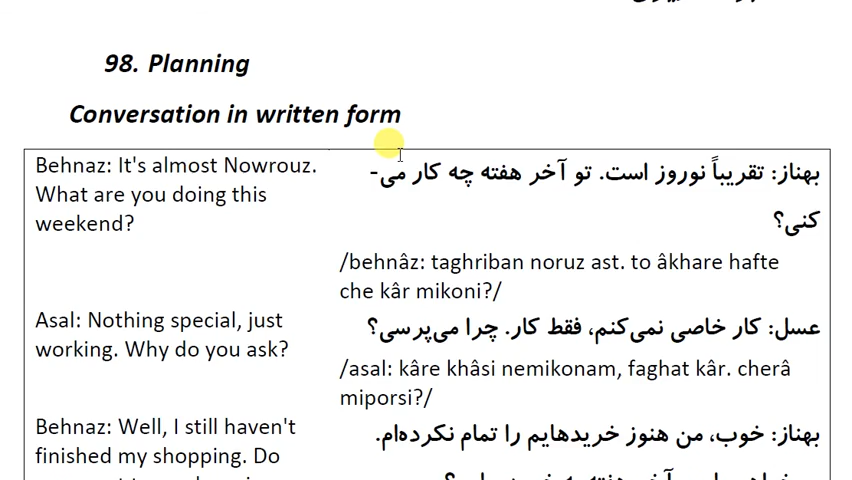 98. Planning
Conversation in written form
Behnaz: It's almost Nowrouz.
What are you doing this
weekend?
بهناز: تقریباً نوروز است. تو آخر هفته چه کار می-
کنی؟
/behnâz: taghriban noruz ast. to âkhare hafte
che kâr mikoni?/
Asal: Nothing special, just
working. Why do you ask?
عسل: کار خاصی نمی‌کنم، فقط کار. چرا می‌پرسی؟
/asal: kâre khâsi nemikonam, faghat kâr. cherâ
miporsi?/
Behnaz: Well, I still haven't
finished my shopping. Do
بهناز: خوب، من هنوز خریدهایم را تمام نکرده‌ام.